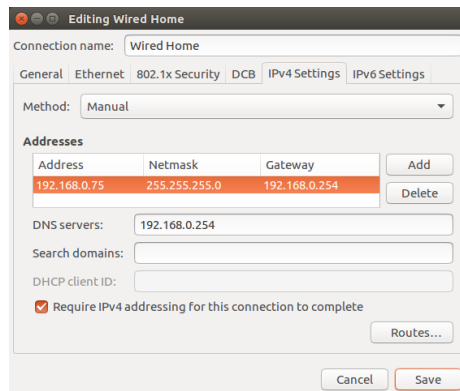 Editing Wired Home
Connection name: Wired Home
General Ethernet 802.1x Security DCB IPv4 Settings IPv6 Settings
Method: Manual
Addresses
Address Netmask Gateway Add
192.168.0.75 255.255.255.0 192.168.0.254
Delete
DNS servers: 192.168.0.254
Search domains:
DHCP client ID:
Require IPv4 addressing for this connection to complete
Routes...
Cancel Save